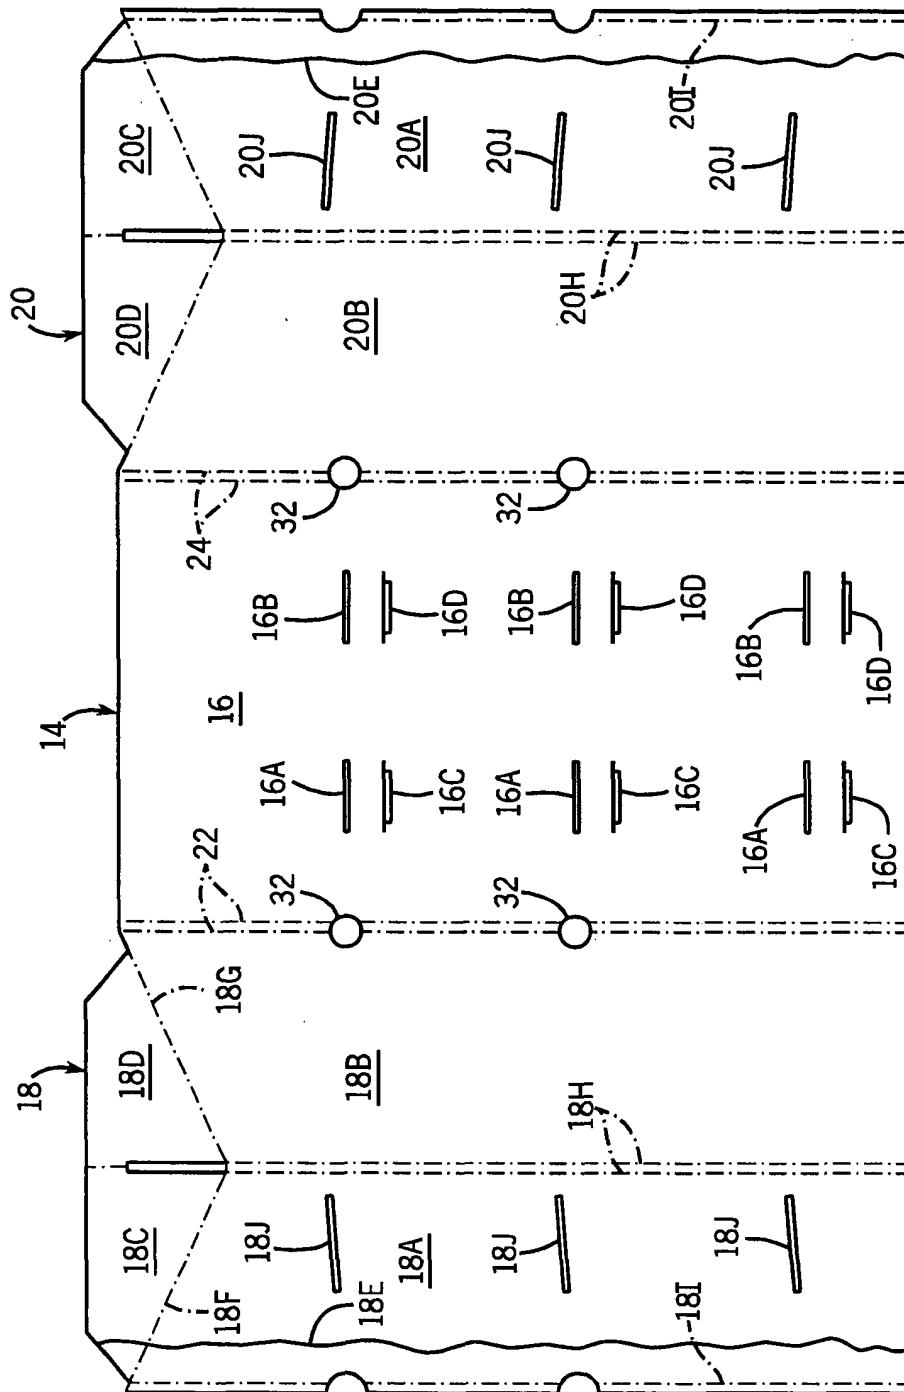 18 14 20
18C 18D 20D 20C
18F 18G 22 16 24
18J 16A 32 16B 32 20J
18E 18B 20B 20E
18A 20A
16C 16D
18J 16A 32 16B 32 20J
18H 20H
18I 16C 16D 20I
18J 16A 16B 20J
16C 16D